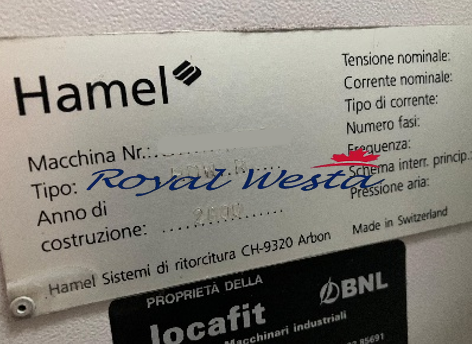 Hamel
Macchina Nr.:
Tipo:
Anno di
costruzione: 2000
Hamel Sistemi di ritorcitura CH-9320 Arbon
Tensione nominale:
Corrente nominale:
Tipo di corrente:
Numero fasi:
Frequenza:
Schema interr. princip.:
Pressione aria:
Made in Switzerland
Royal Westa
PROPRIETÀ DELLA
BNL
locafit
Macchinari industriali
85691